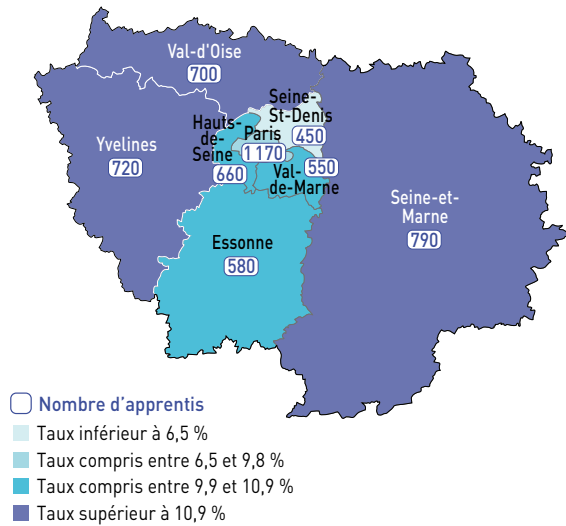 Val-d'Oise
700
Seine-
St-Denis
450
Hauts-
de-
Seine
660
Paris
1 170
Yvelines
720
550
Val-
de-Marne
Seine-et-
Marne
790
Essonne
580
Nombre d'apprentis
Taux inférieur à 6,5 %
Taux compris entre 6,5 et 9,8 %
Taux compris entre 9,9 et 10,9 %
Taux supérieur à 10,9 %